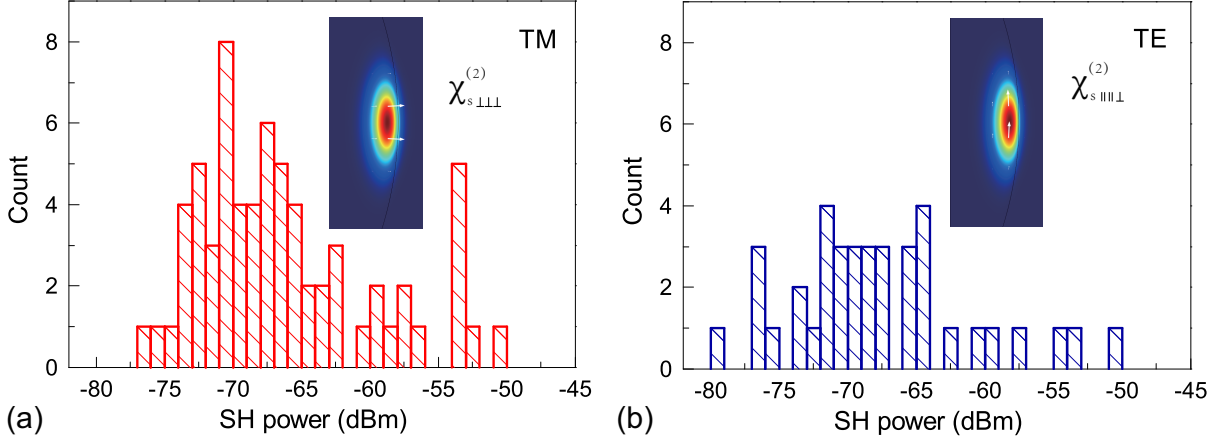 TM
χ(2)s⊥⊥⊥
Count
8
6
4
2
0
-80 -75 -70 -65 -60 -55 -50 -45
SH power (dBm)
(a)
TE
χ(2)s∥∥⊥
Count
8
6
4
2
0
-80 -75 -70 -65 -60 -55 -50 -45
SH power (dBm)
(b)